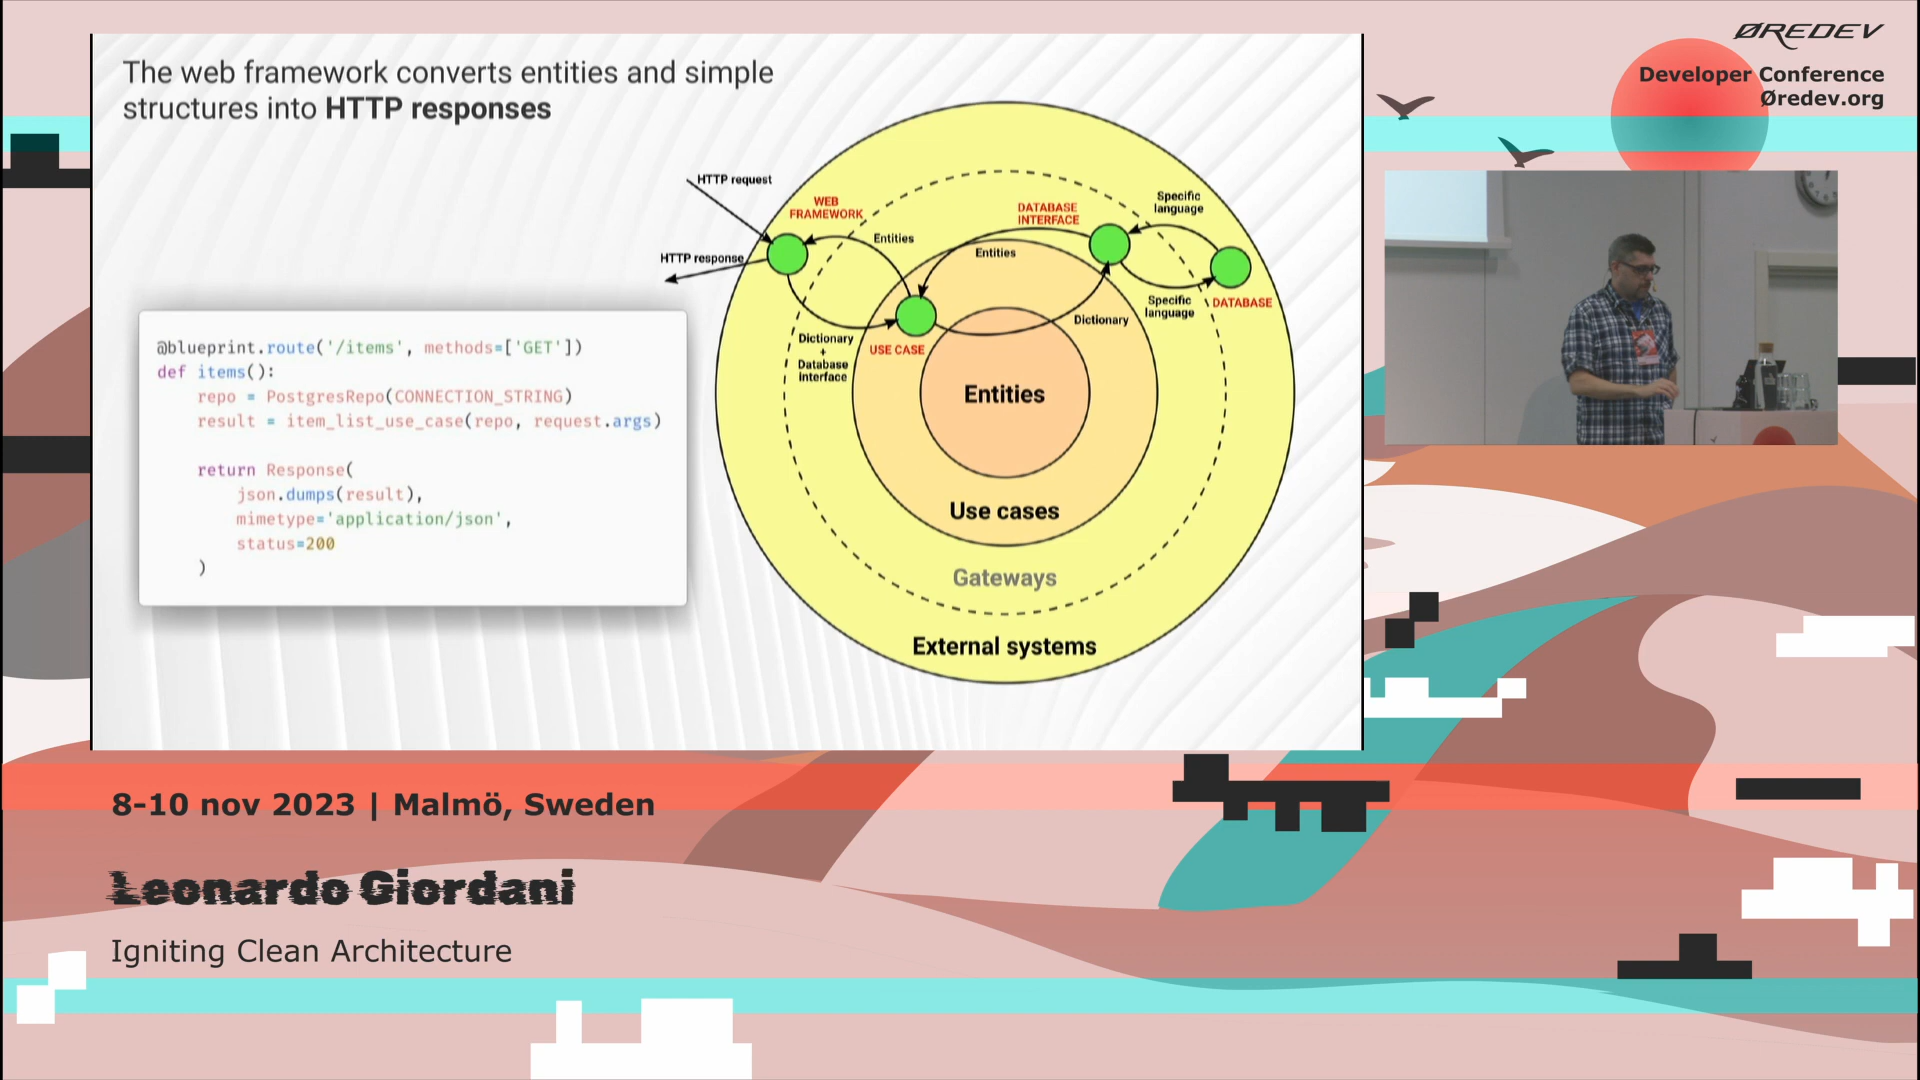 ØREDEV
Developer Conference
Øredev.org
The web framework converts entities and simple
structures into HTTP responses
HTTP request
WEB
FRAMEWORK
HTTP response
Entities
DATABASE
INTERFACE
Entities
Specific
language
Specific
language
DATABASE
Dictionary
Dictionary
+
Database
interface
USE CASE
Entities
Use cases
Gateways
External systems
@blueprint.route('/items', methods=['GET'])
def items():
    repo = PostgresRepo(CONNECTION_STRING)
    result = item_list_use_case(repo, request.args)
    return Response(
        json.dumps(result),
        mimetype='application/json',
        status=200
    )
8-10 nov 2023 | Malmö, Sweden
Leonardo Giordani
Igniting Clean Architecture